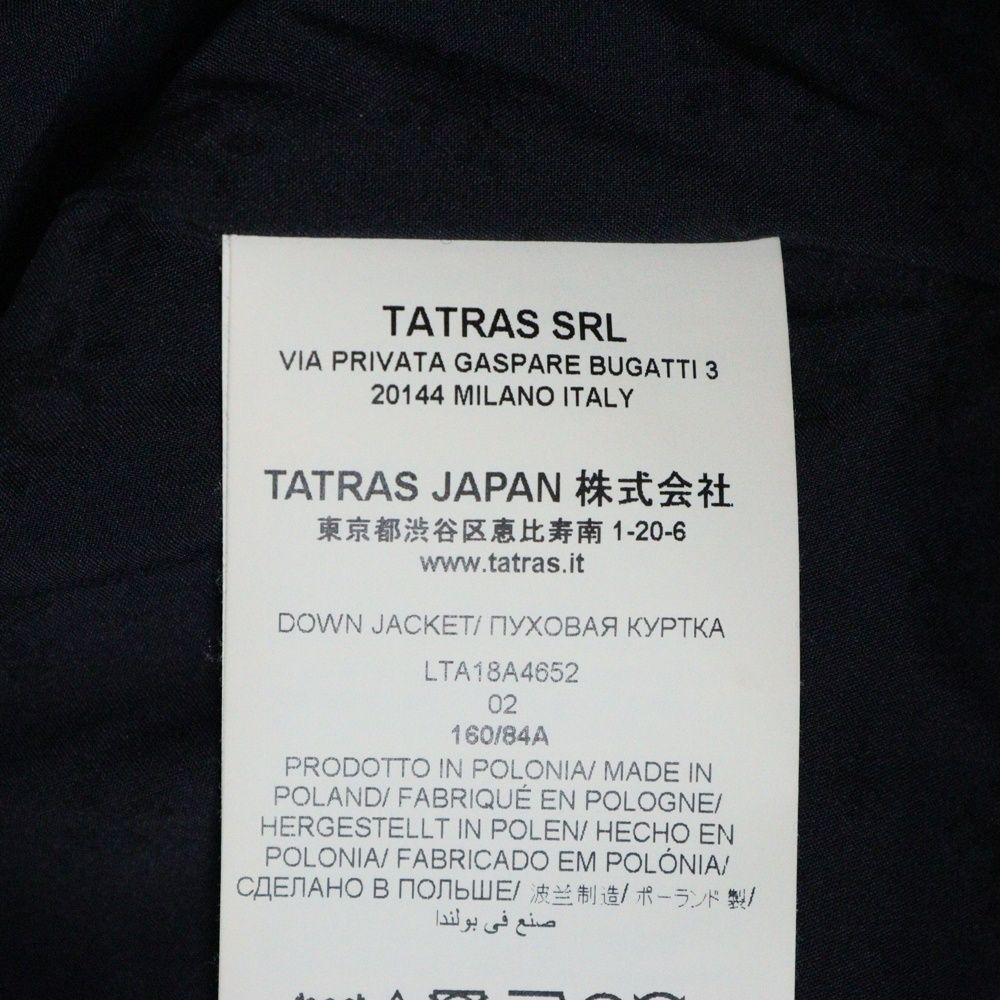 TATRAS SRL
VIA PRIVATA GASPARE BUGATTI 3
20144 MILANO ITALY
TATRAS JAPAN 株式会社
東京都渋谷区恵比寿南 1-20-6
www.tatras.it
DOWN JACKET/ ПУХОВАЯ КУРТКА
LTA18A4652
02
160/84A
PRODOTTO IN POLONIA/ MADE IN
POLAND/ FABRIQUÉ EN POLOGNE/
HERGESTELLT IN POLEN/ HECHO EN
POLONIA/ FABRICADO EM POLÓNIA/
СДЕЛАНО В ПОЛЬШЕ/ 波兰制造/ ポーランド 製/
صنع في بولندا